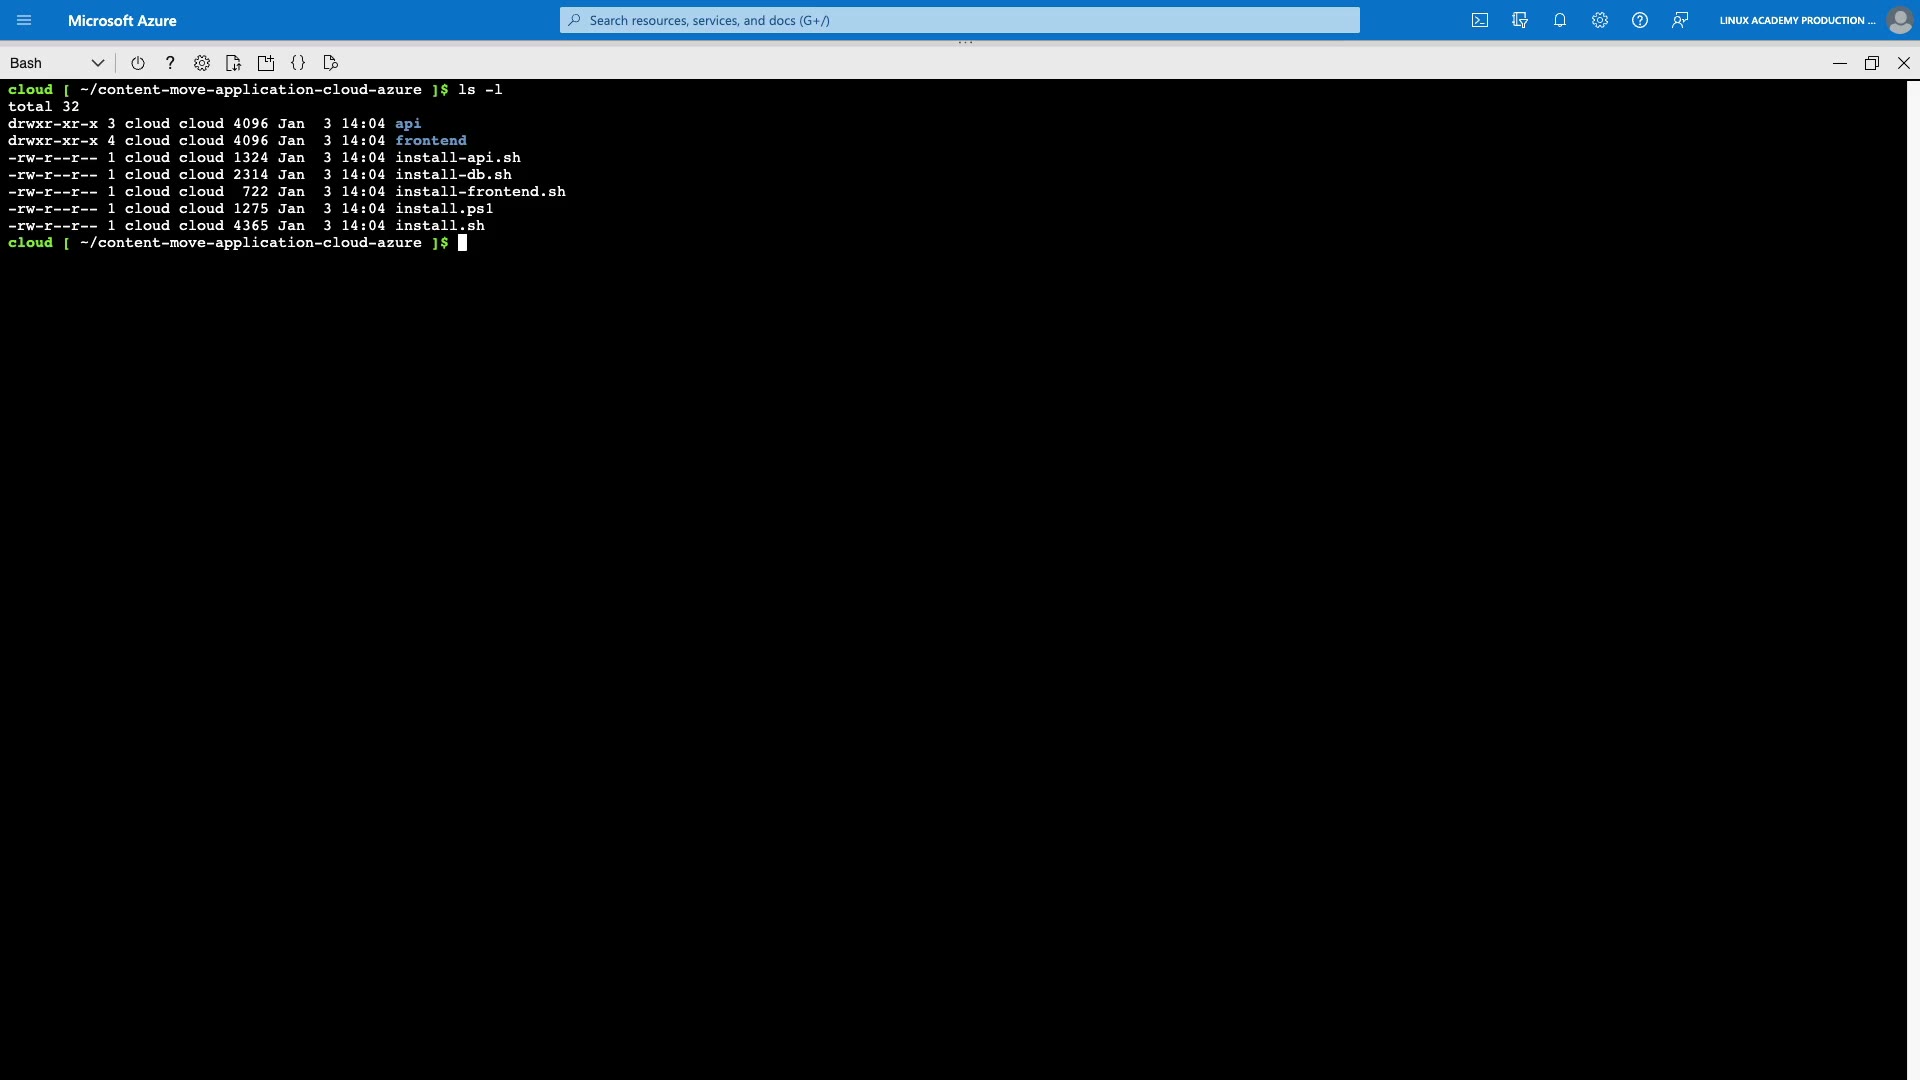 Microsoft Azure
Search resources, services, and docs (G+/)
LINUX ACADEMY PRODUCTION ...
Bash
cloud [ ~/content-move-application-cloud-azure ]$ ls -l
total 32
drwxr-xr-x 3 cloud cloud 4096 Jan  3 14:04 api
drwxr-xr-x 4 cloud cloud 4096 Jan  3 14:04 frontend
-rw-r--r-- 1 cloud cloud 1324 Jan  3 14:04 install-api.sh
-rw-r--r-- 1 cloud cloud 2314 Jan  3 14:04 install-db.sh
-rw-r--r-- 1 cloud cloud  722 Jan  3 14:04 install-frontend.sh
-rw-r--r-- 1 cloud cloud 1275 Jan  3 14:04 install.ps1
-rw-r--r-- 1 cloud cloud 4365 Jan  3 14:04 install.sh
cloud [ ~/content-move-application-cloud-azure ]$